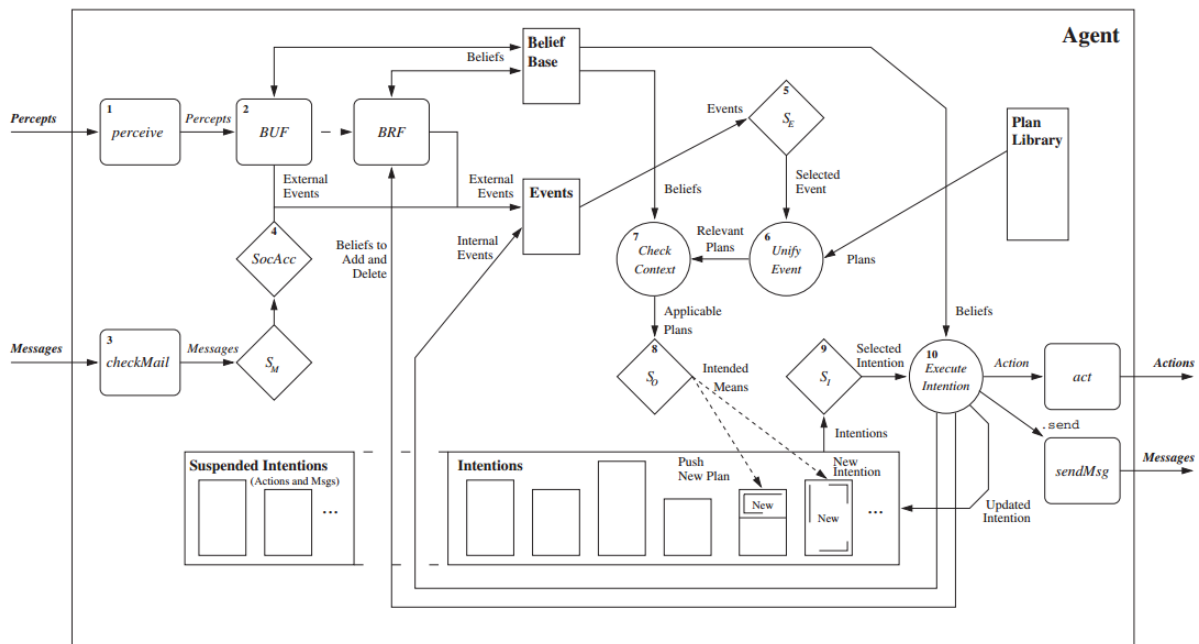 Agent
Belief
Base
Beliefs
1
perceive
2
BUF
BRF
Percepts
Percepts
5
S_E
Events
Plan
Library
External
Events
External
Events
Events
Selected
Event
Beliefs
4
SocAcc
Internal
Events
Beliefs to
Add and
Delete
7
Check
Context
Relevant
Plans
6
Unify
Event
Plans
Applicable
Plans
Beliefs
Messages
3
checkMail
Messages
S_M
8
S_O
Intended
Means
9
S_I
Selected
Intention
10
Execute
Intention
Action
act
Actions
.send
sendMsg
Messages
Intentions
Suspended Intentions
(Actions and Msgs)
...
Intentions
Push
New Plan
New
Intention
New
New
...
Updated
Intention